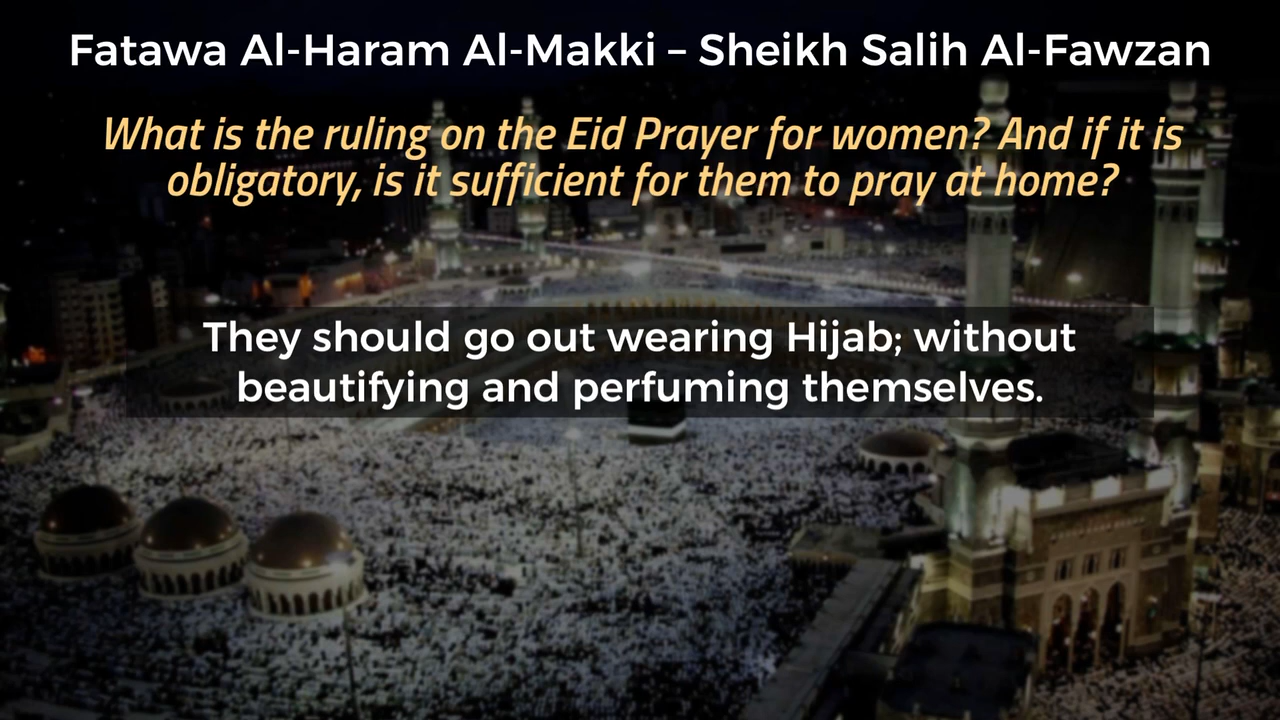 Fatawa Al-Haram Al-Makki – Sheikh Salih Al-Fawzan
What is the ruling on the Eid Prayer for women? And if it is
obligatory, is it sufficient for them to pray at home?
They should go out wearing Hijab; without
beautifying and perfuming themselves.